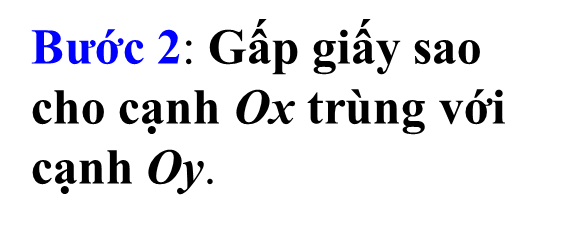 Bước 2: Gấp giấy sao
cho cạnh Ox trùng với
cạnh Oy.